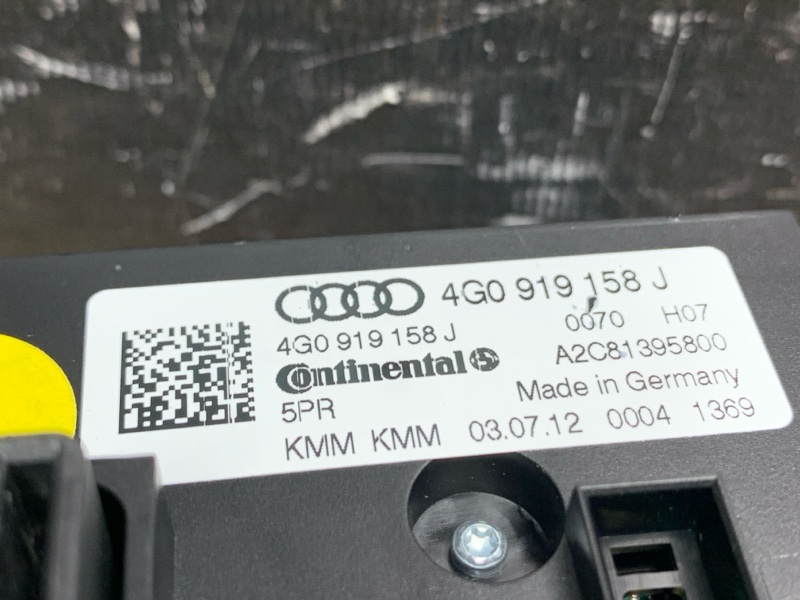 4G0 919 158 J
4G0 919 158 J
0070 H07
Continental
A2C81395800
5PR
Made in Germany
KMM KMM 03.07.12 0004 1369